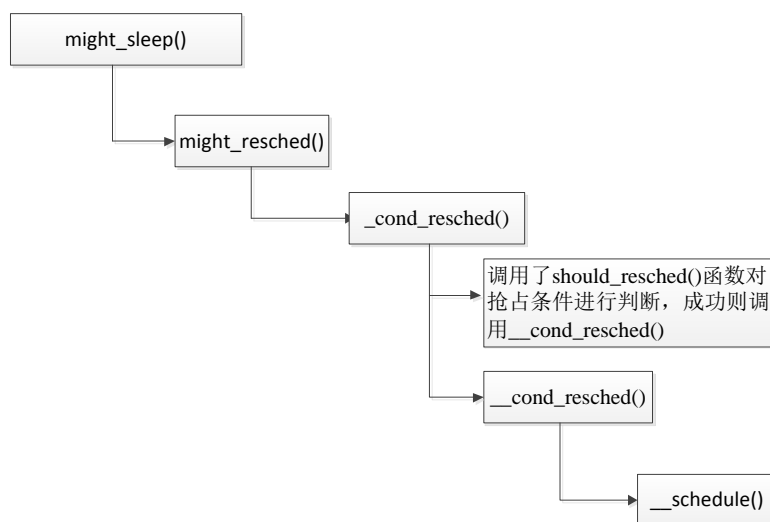 might_sleep()
might_resched()
_cond_resched()
调用了should_resched()函数对
抢占条件进行判断，成功则调
用__cond_resched()
__cond_resched()
__schedule()